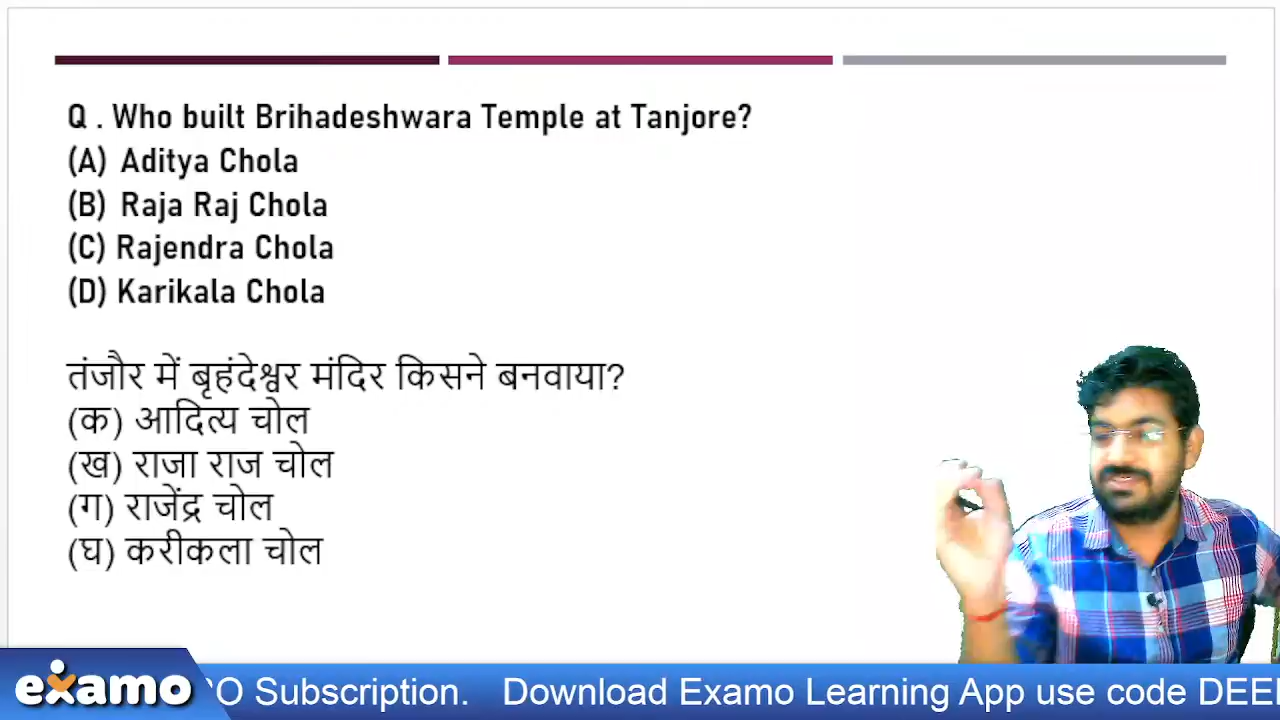 Q . Who built Brihadeshwara Temple at Tanjore?
(A) Aditya Chola
(B) Raja Raj Chola
(C) Rajendra Chola
(D) Karikala Chola
तंजौर में बृहंदेश्वर मंदिर किसने बनवाया?
(क) आदित्य चोल
(ख) राजा राज चोल
(ग) राजेंद्र चोल
(घ) करीकला चोल
examo Subscription. Download Examo Learning App use code